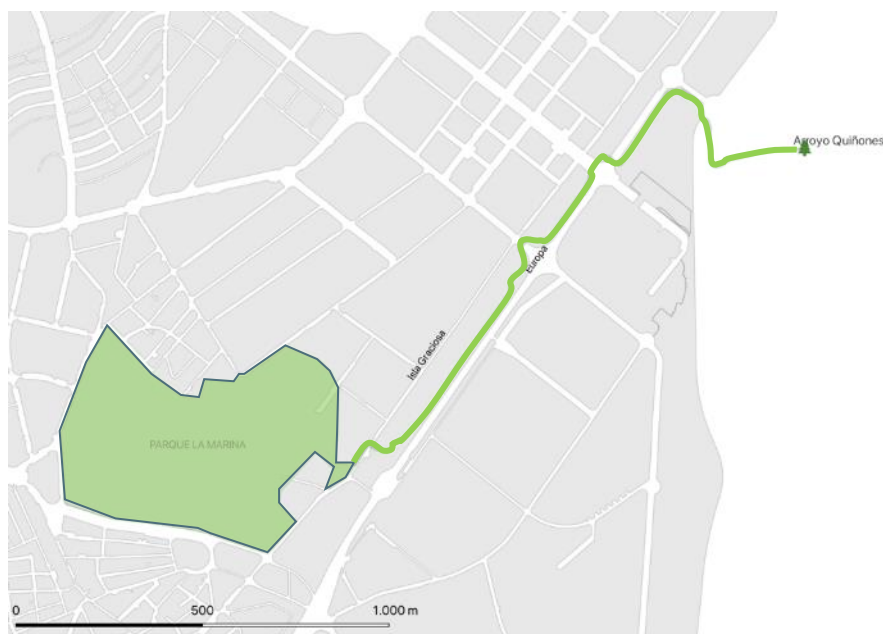 Arroyo Quiñones
Europa
Isla Graciosa
PARQUE LA MARINA
0 500 1.000 m